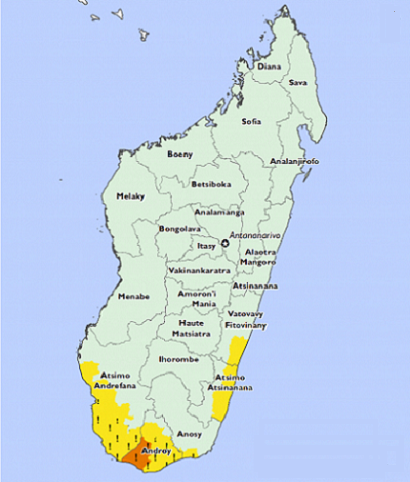 Diana
Sava
Sofia
Boeny
Analanjirofo
Betsiboka
Melaky
Analamanga
Bongolava
Antananarivo
Itasy
Alaotra
Mangoro
Vakinankaratra
Atsinanana
Menabe
Amoron'i
Mania
Vatovavy
Fitovinany
Haute
Matsiatra
Ihorombe
Atsimo
Andrefana
Atsimo
Atsinanana
Anosy
Androy